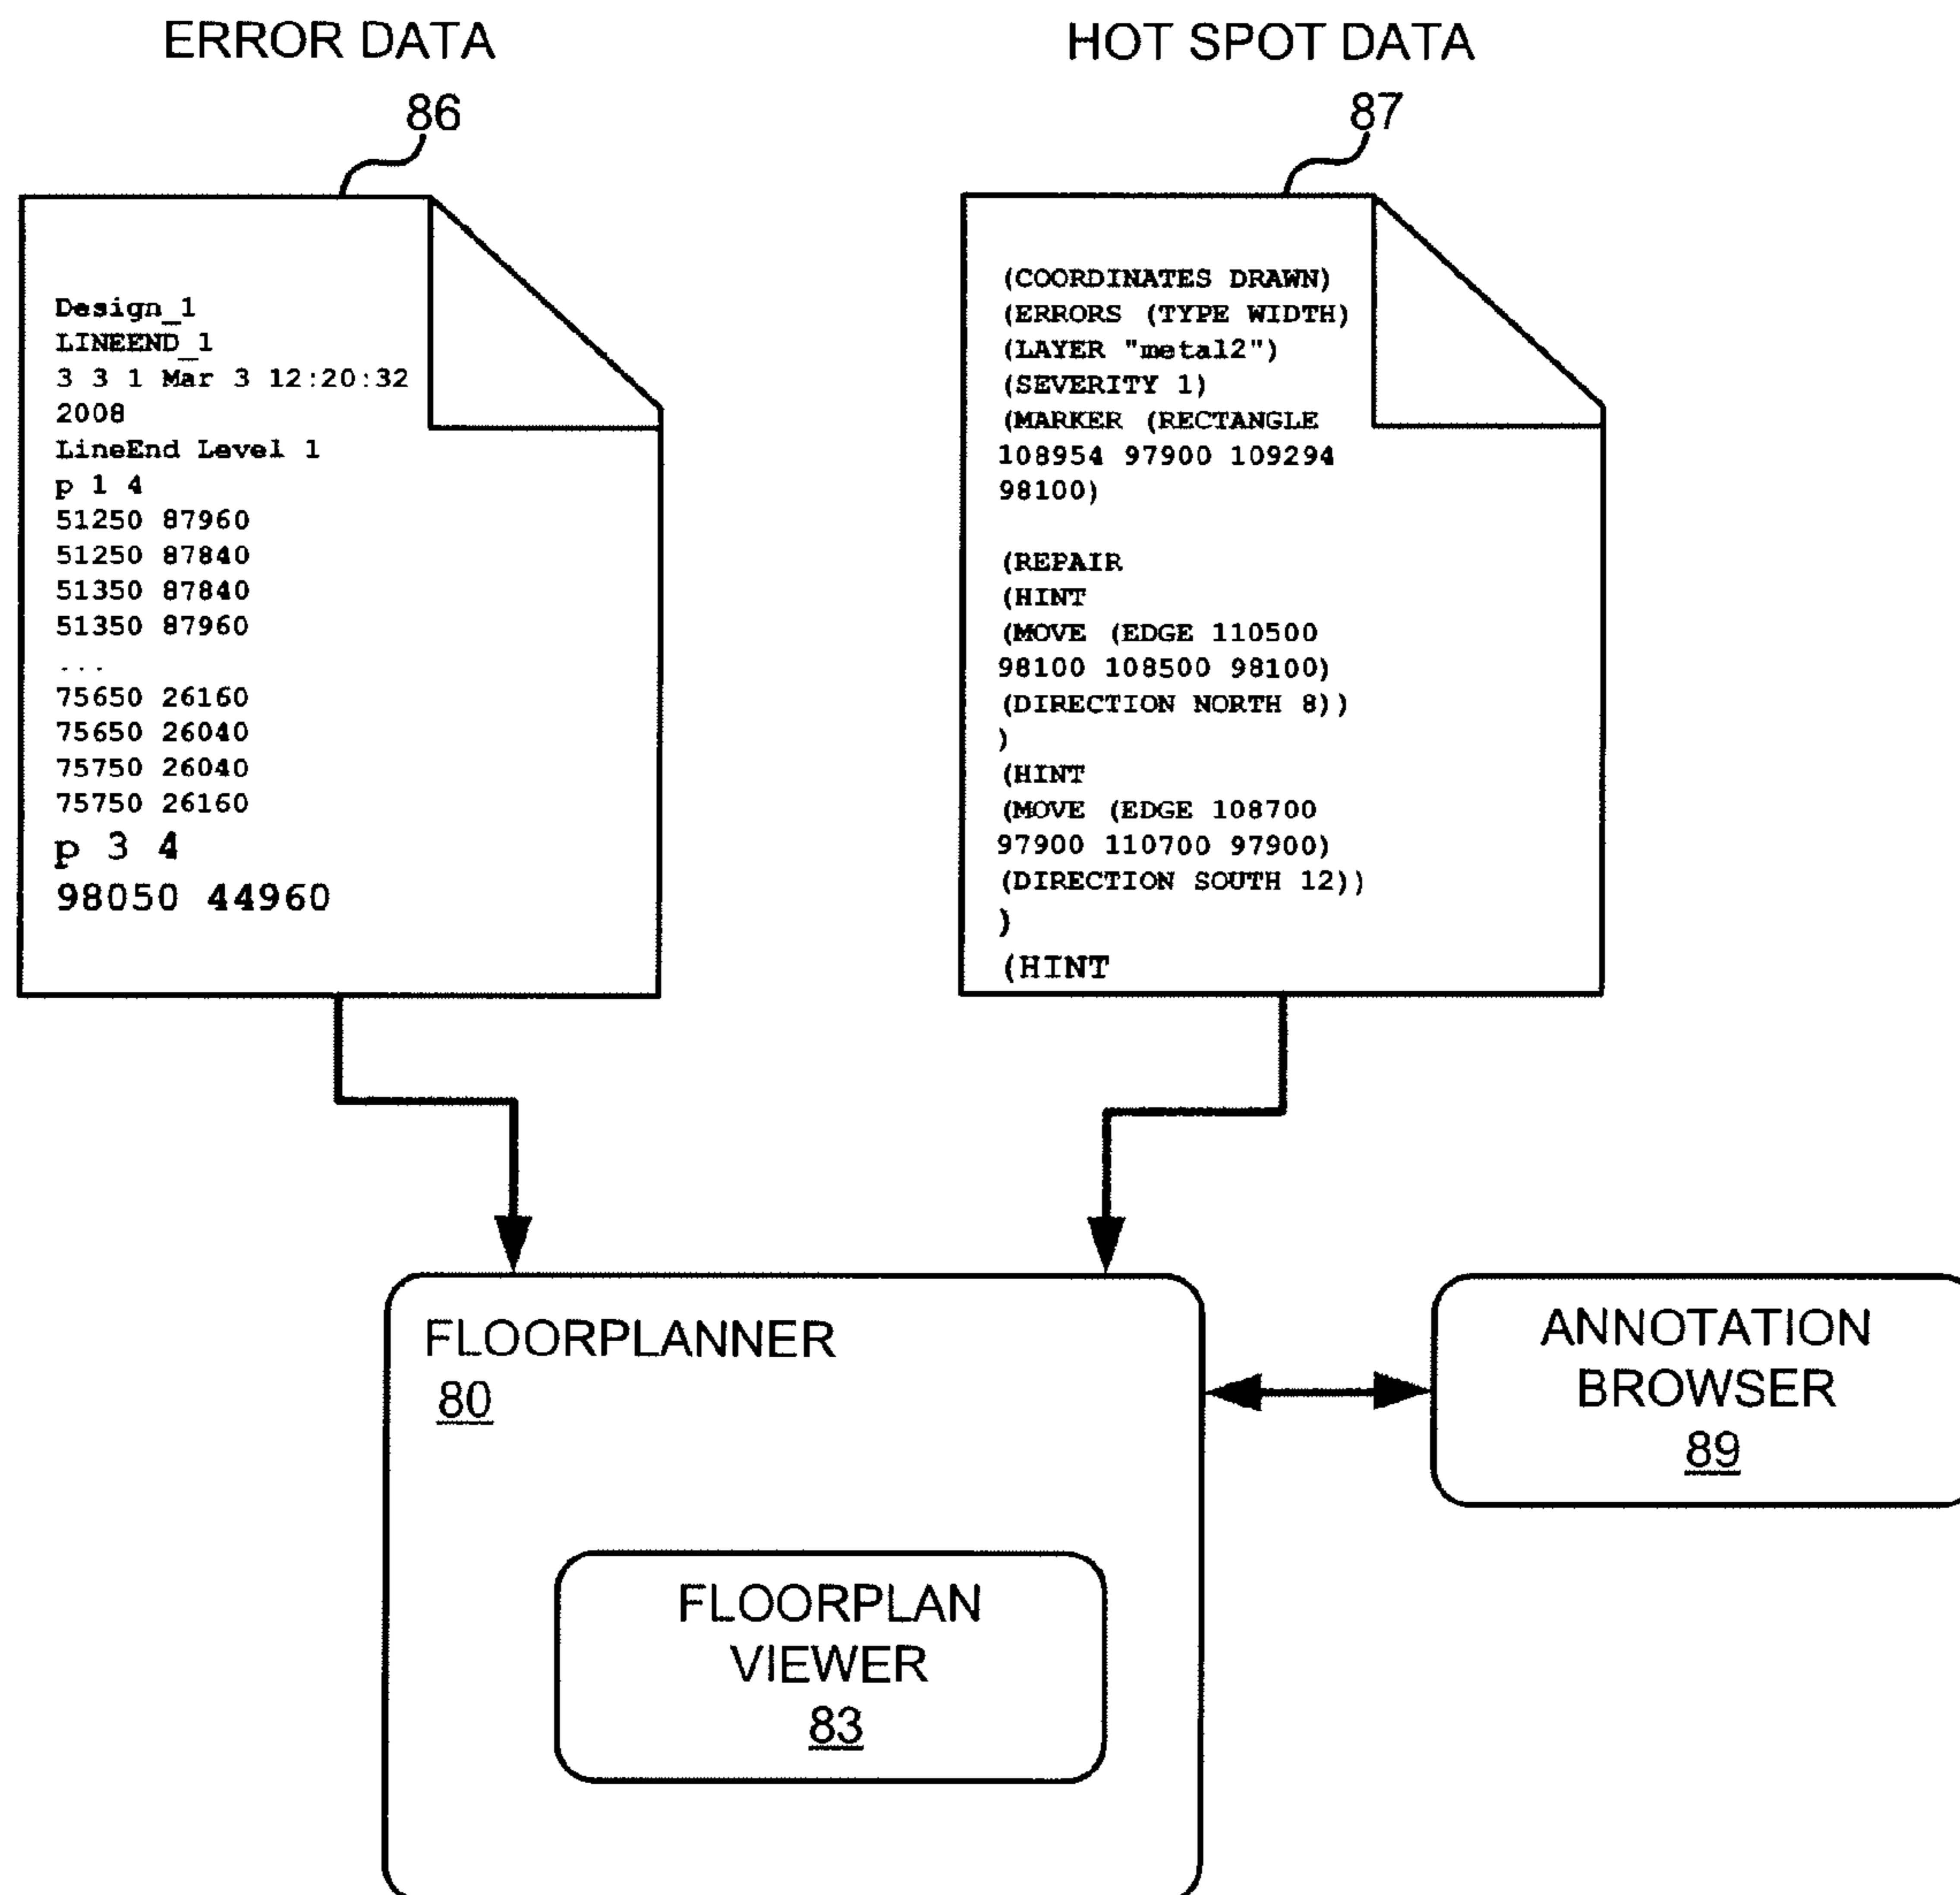 ERROR DATA
86
Design_1
LINEEND_1
3 3 1 Mar 3 12:20:32
2008
LineEnd Level 1
p 1 4
51250 87960
51250 87840
51350 87840
51350 87960
...
75650 26160
75650 26040
75750 26040
75750 26160
p 3 4
98050 44960
HOT SPOT DATA
87
(COORDINATES DRAWN)
(ERRORS (TYPE WIDTH)
(LAYER "metal2")
(SEVERITY 1)
(MARKER (RECTANGLE
108954 97900 109294
98100)
(REPAIR
(HINT
(MOVE (EDGE 110500
98100 108500 98100)
(DIRECTION NORTH 8))
)
(HINT
(MOVE (EDGE 108700
97900 110700 97900)
(DIRECTION SOUTH 12))
)
(HINT
FLOORPLANNER
80
FLOORPLAN
VIEWER
83
ANNOTATION
BROWSER
89